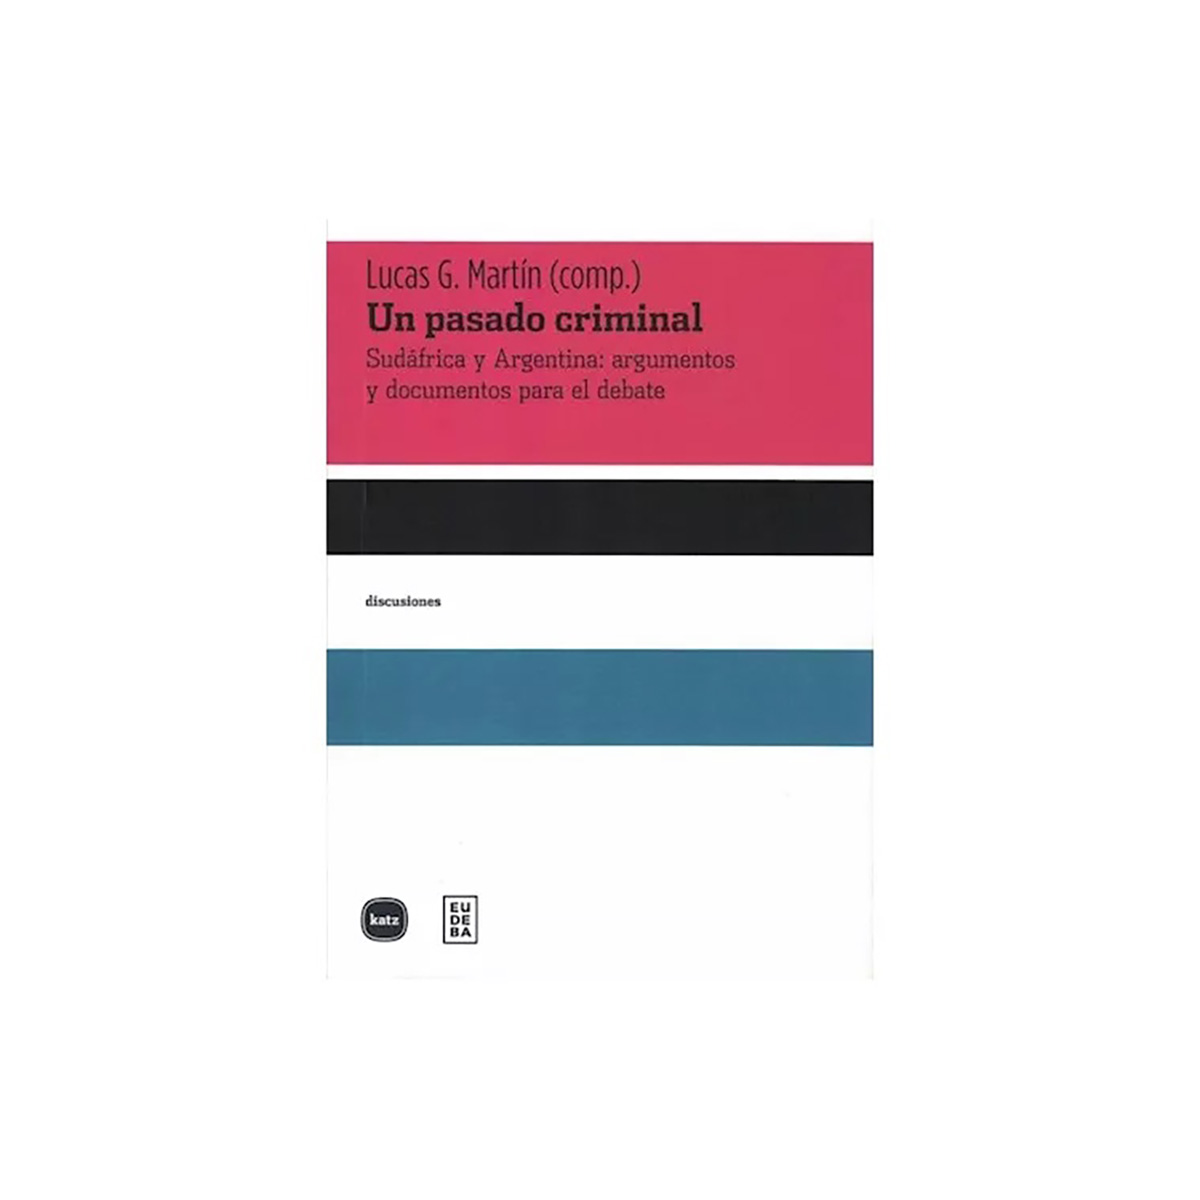 Lucas G. Martín (comp.)
Un pasado criminal
Sudáfrica y Argentina: argumentos
y documentos para el debate
discusiones
katz
EU
DE
BA